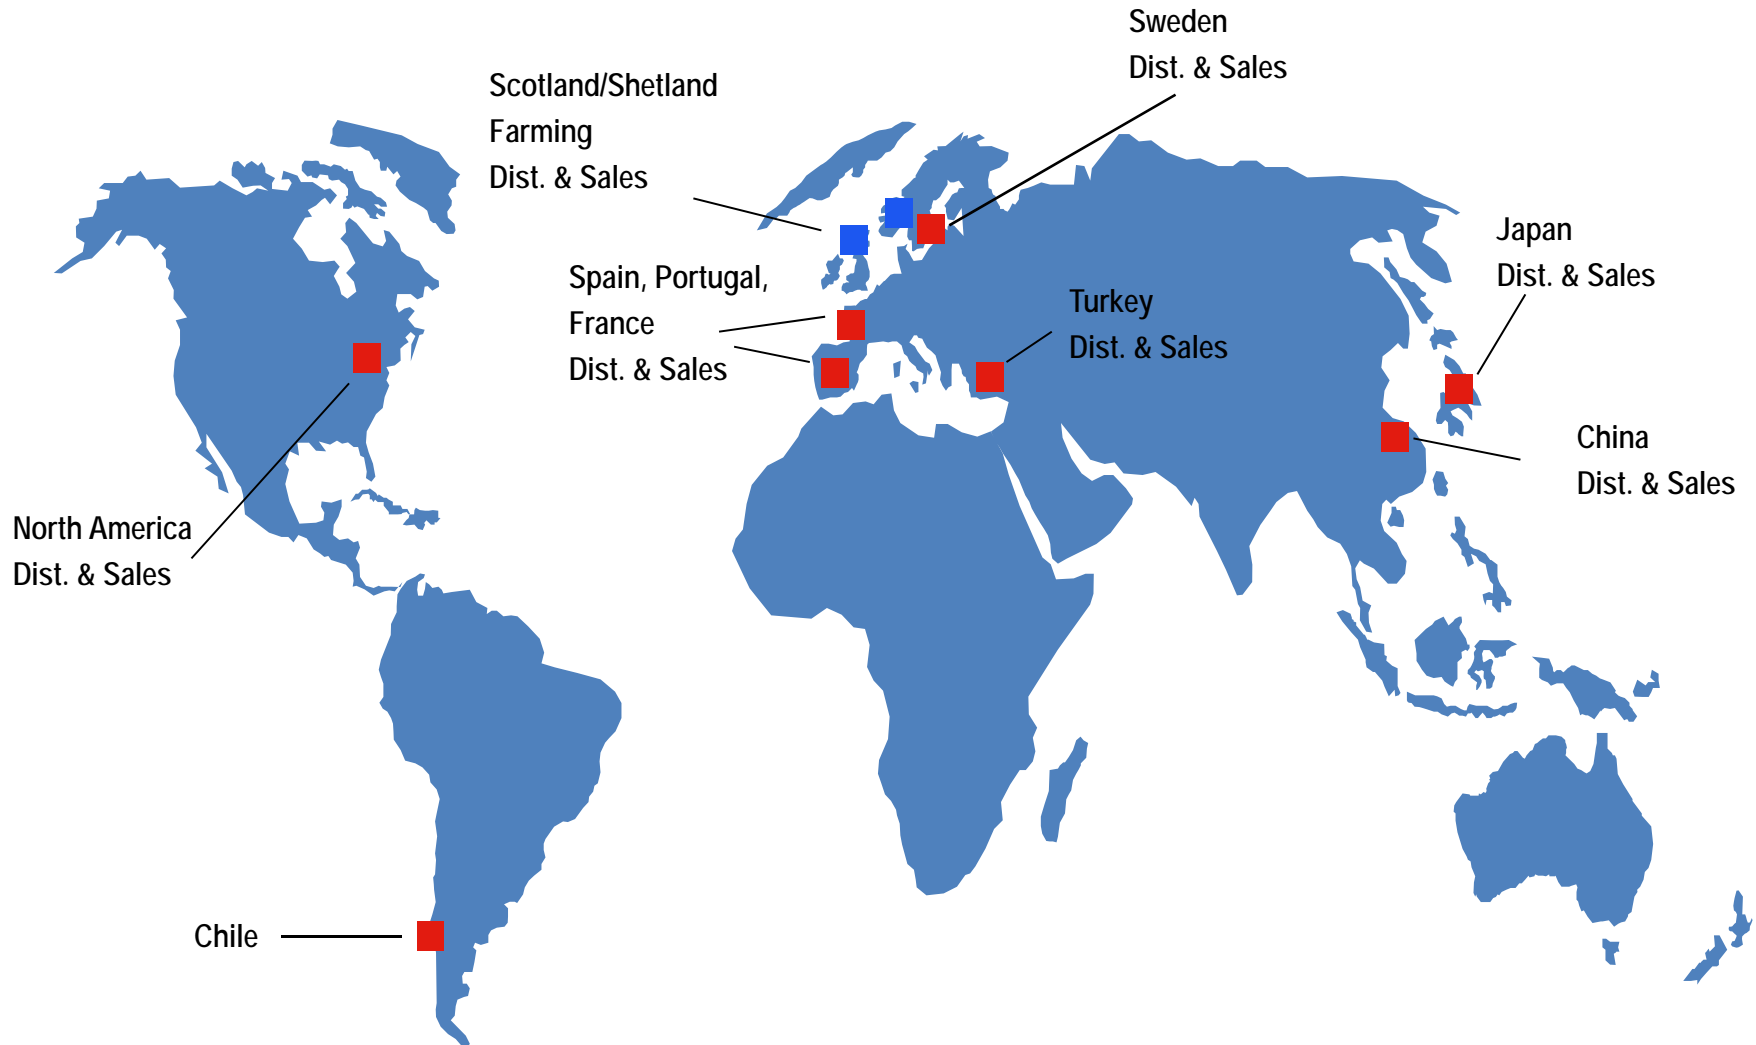 Sweden
Dist. & Sales
Scotland/Shetland
Farming
Dist. & Sales
Japan
Dist. & Sales
Spain, Portugal,
France
Dist. & Sales
Turkey
Dist. & Sales
China
Dist. & Sales
North America
Dist. & Sales
Chile